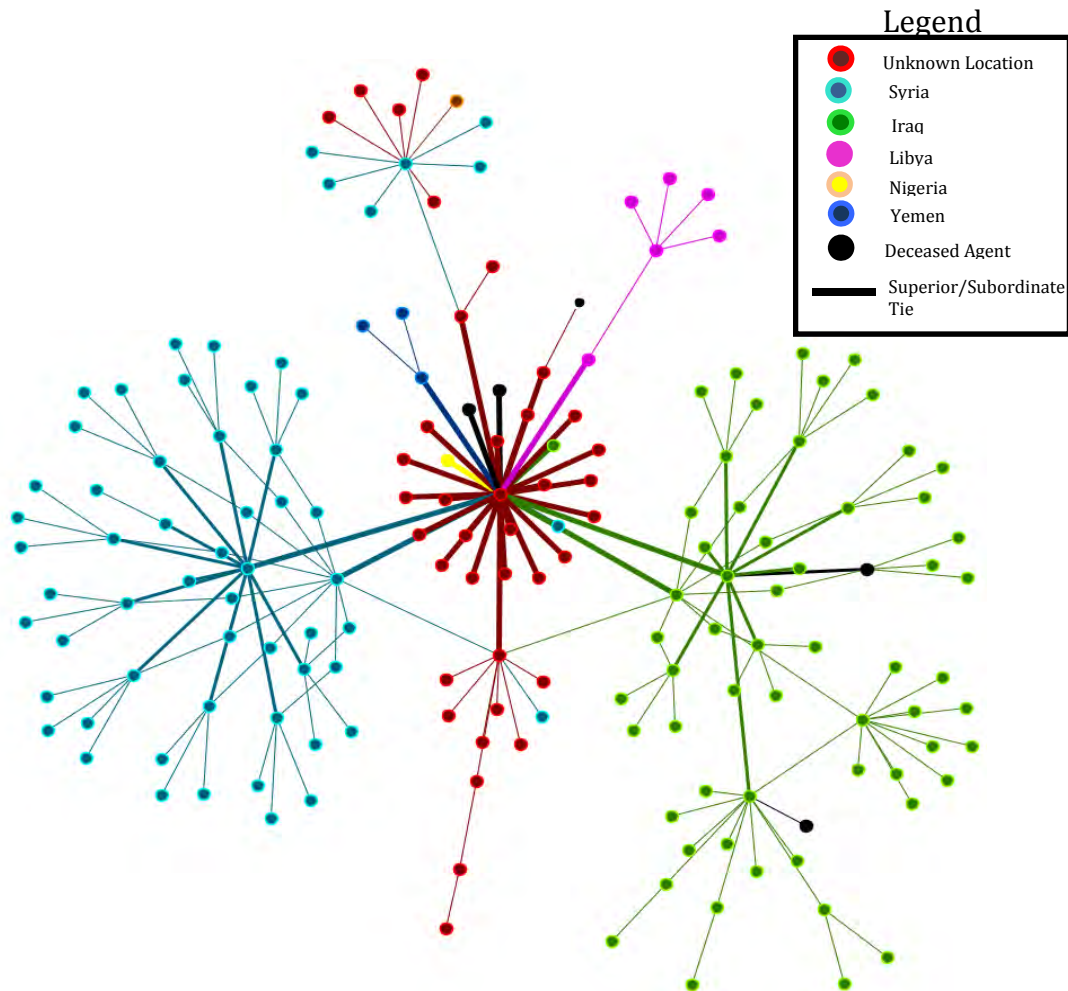 Legend
Unknown Location
Syria
Iraq
Libya
Nigeria
Yemen
Deceased Agent
Superior/Subordinate
Tie